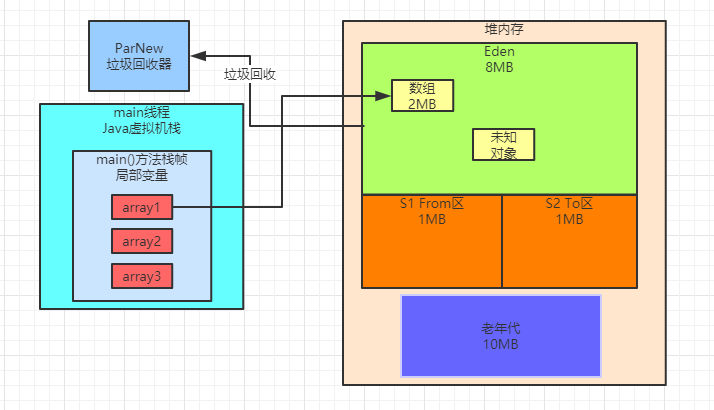 ParNew
垃圾回收器
垃圾回收
main线程
Java虚拟机栈
main()方法栈帧
局部变量
array1
array2
array3
堆内存
Eden
8MB
数组
2MB
未知
对象
S1 From区
1MB
S2 To区
1MB
老年代
10MB